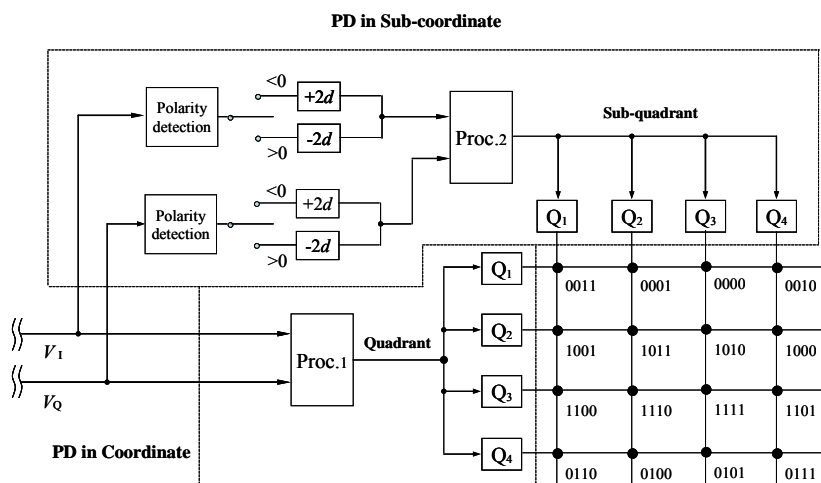 PD in Sub-coordinate
<0
+2d
Polarity
detection
-2d
>0
Proc.2
Sub-quadrant
<0
+2d
Polarity
detection
-2d
>0
Q1 Q2 Q3 Q4
Q1
0011 0001 0000 0010
VI
Proc.1
Quadrant
Q2
1001 1011 1010 1000
VQ
Q3
1100 1110 1111 1101
PD in Coordinate
Q4
0110 0100 0101 0111